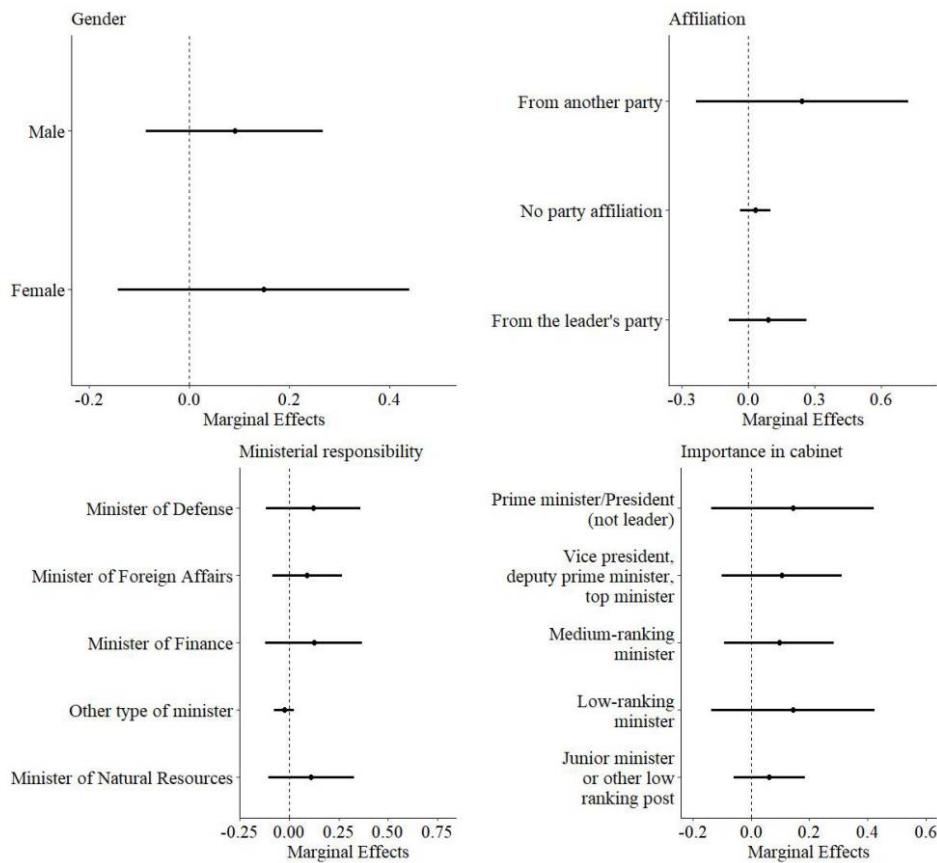 Gender
Male
Female
-0.2 0.0 0.2 0.4
Marginal Effects
Affiliation
From another party
No party affiliation
From the leader's party
-0.3 0.0 0.3 0.6
Marginal Effects
Ministerial responsibility
Minister of Defense
Minister of Foreign Affairs
Minister of Finance
Other type of minister
Minister of Natural Resources
-0.25 0.00 0.25 0.50 0.75
Marginal Effects
Importance in cabinet
Prime minister/President
(not leader)
Vice president,
deputy prime minister,
top minister
Medium-ranking
minister
Low-ranking
minister
Junior minister
or other low
ranking post
-0.2 0.0 0.2 0.4 0.6
Marginal Effects